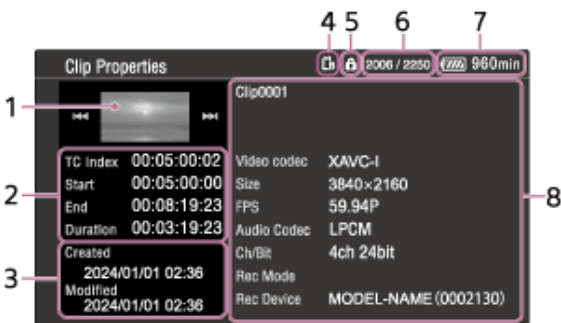 4 5 6 7
Clip Properties 2006 / 2250 960min
1
Clip0001
2
TC Index 00:05:00:02
Start 00:05:00:00
End 00:08:19:23
Duration 00:03:19:23
3
Created
2024/01/01 02:36
Modified
2024/01/01 02:36
Video codec XAVC-I
Size 3840×2160
FPS 59.94P
Audio Codec LPCM
Ch/Bit 4ch 24bit
Rec Mode
Rec Device MODEL-NAME (0002130)
8